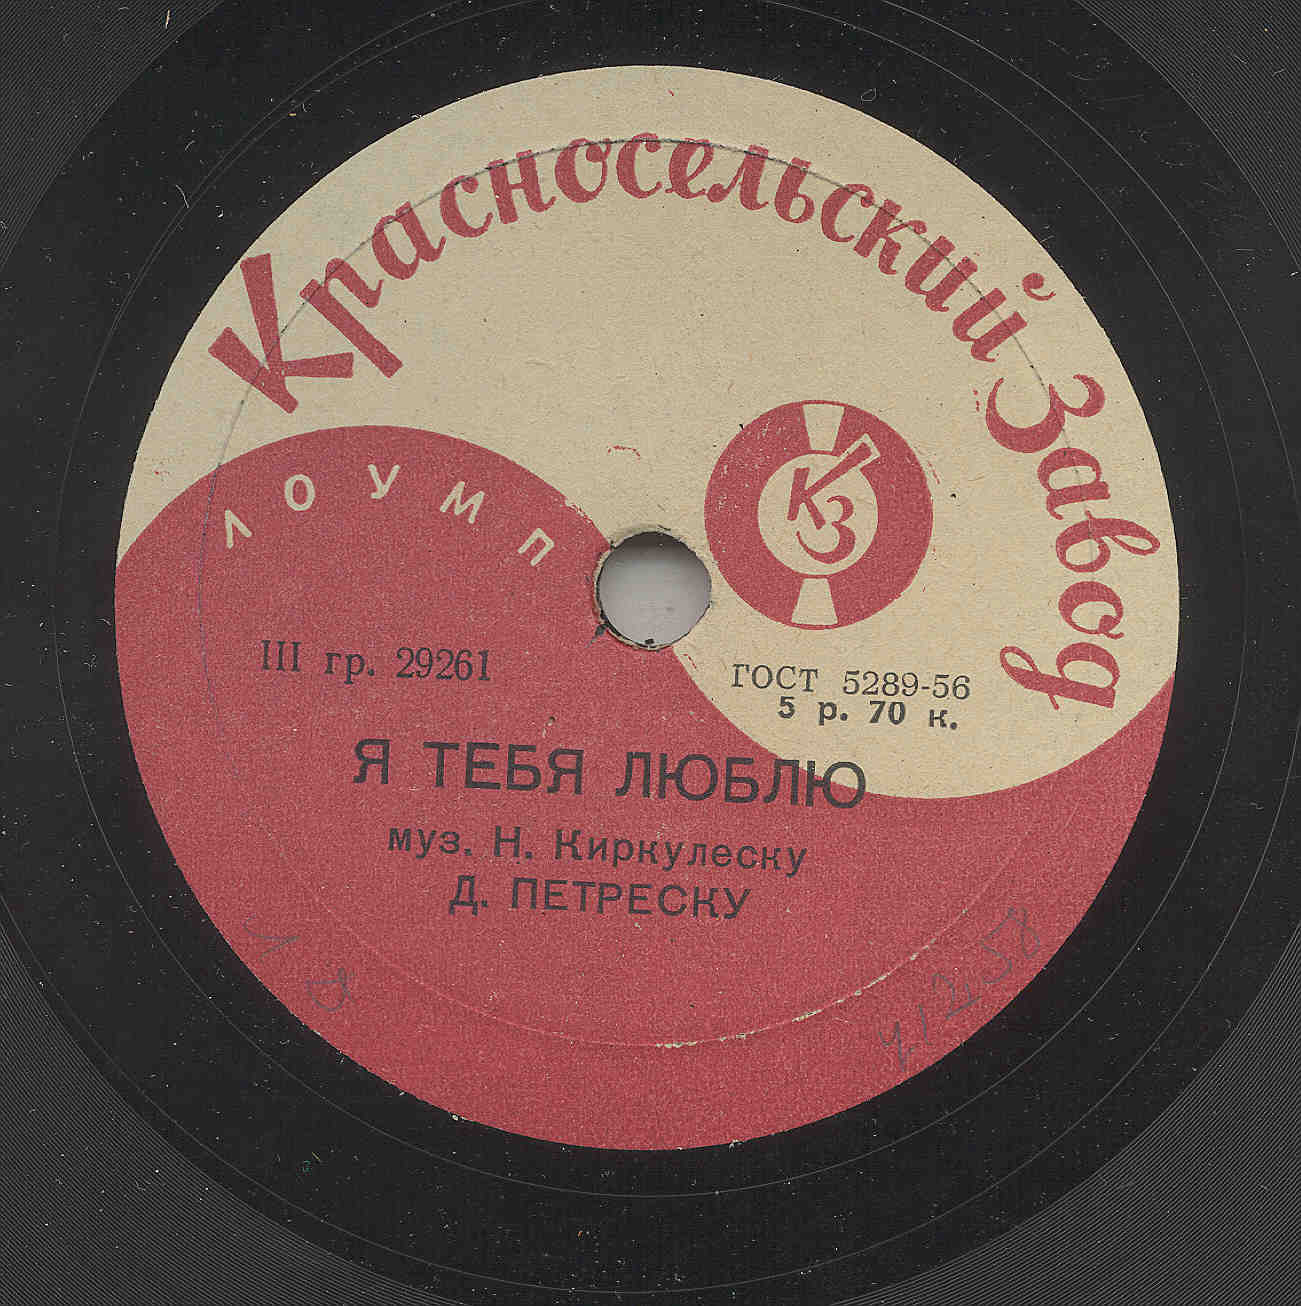 Красносельский Завод
ЛОУМП
КЗ
III гр. 29261
ГОСТ 5289-56
5 р. 70 к.
Я ТЕБЯ ЛЮБЛЮ
муз. Н. Киркулеску
Д. ПЕТРЕСКУ